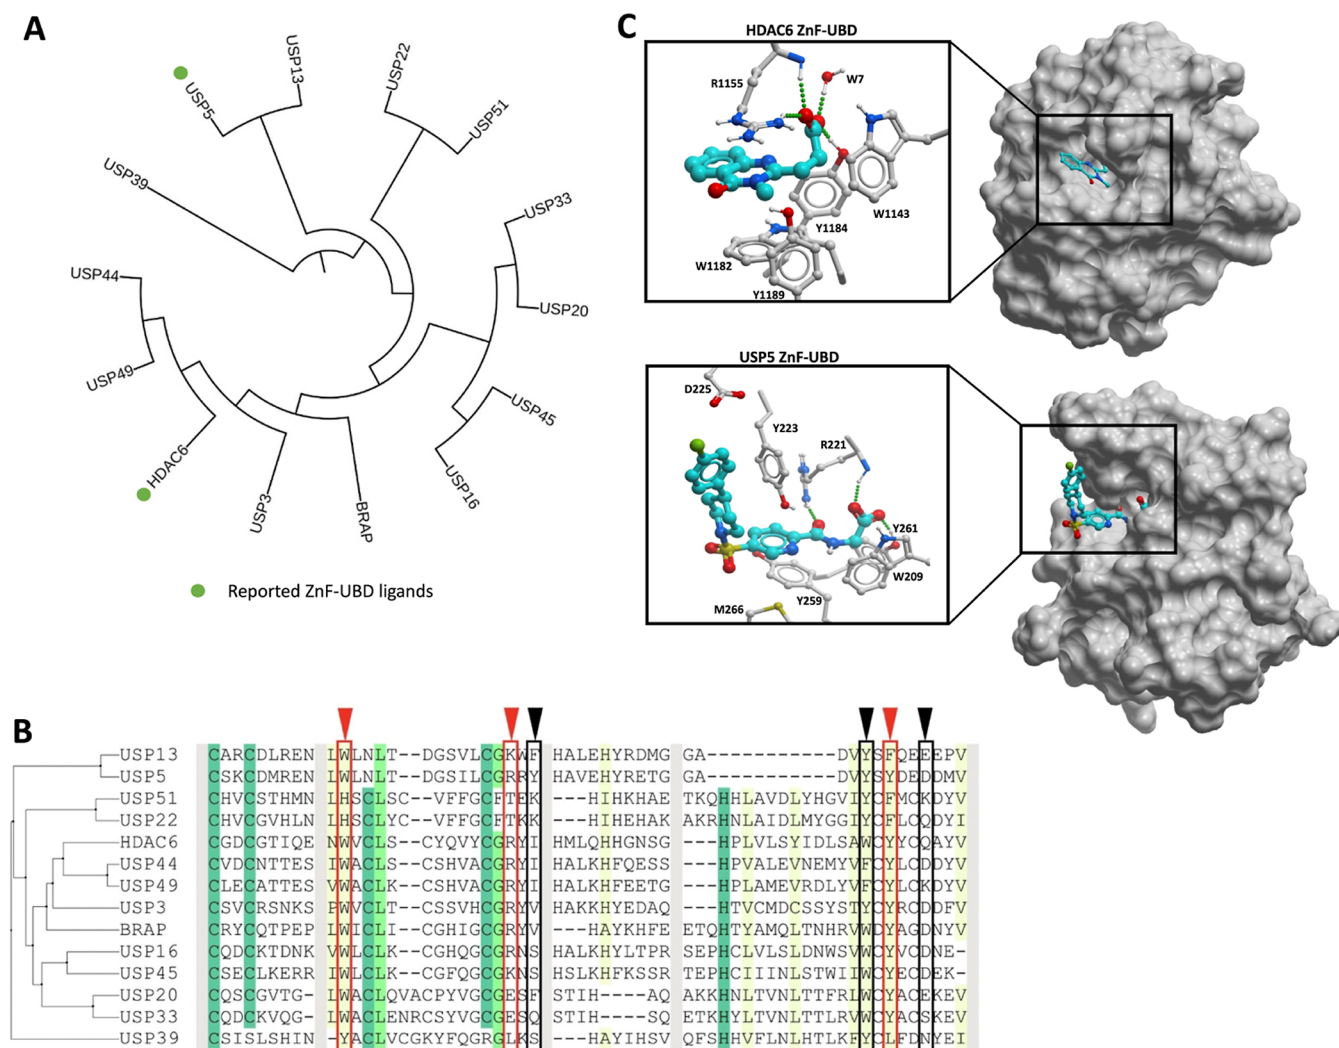 A
USP5
USP13
USP22
USP51
USP39
USP33
USP44
USP20
USP49
USP45
HDAC6
USP16
USP3
BRAP
Reported ZnF-UBD ligands
C
HDAC6 ZnF-UBD
R1155
W7
W1143
Y1184
W1182
Y1189
USP5 ZnF-UBD
D225
Y223
R221
Y261
W209
Y259
M266
B
USP13 CARCDLREN LWLNLT--DGSVLCGKWF-HALEHYRDMG GA-----------DVYSFQEEEPV
USP5 CSKCDMREN LWLNLT--DGSILCGRRY-HAVEHYRETG GA-----------DVYSYDEDDMV
USP51 CHVCSTHMN LHSCLSC--VFFGCFTEK---HIHKHAE TKQHHLAVDLYHGVIYCFMCKDYV
USP22 CHVCGVHLN LHSCLYC--VFFGCFTKK---HIHEHAK AKRHNLAIDLMYGGIYCFLCQDYI
HDAC6 CGDCGTIQE NWVCLS--CYQVYCGRYI-HMLQHHGNSG ---HPLVLSYIDLSAWCYYCQAYV
USP44 CVDCNTTES IWACLS--CSHVACGRYI-HALKHFQESS ---HPVALEVNEMYVFCYLCDDYV
USP49 CLECATTES VWACLK--CSHVACGRYI-HALKHFEETG ---HPLAMEVRDLYVFCYLCKDYV
USP3 CSVCRSNKS PWVCLT--CSSVHCGRYV-HAKKHYEDAQ ---HTVCMDCSSYSTYCYRCDDFV
BRAP CRYCQTPEP LWICLI--CGHIGCGRYV---HAYKHFE ETQHTYAMQLTNHRVWDYAGDNYV
USP16 CQDCKTDNK VWLCLK--CGHQGCGRNS-HALKHYLTPR SEPHCLVLSLDNWSVWCYVCDNE-
USP45 CSECLKERR IWLCLK--CGFQGCGKNS-HSLKHFKSSR TEPHCIIINLSTWIIWCYECDEK-
USP20 CQSCGVTG- LWACLQVACPYVGCGESF-STIH----AQ AKKHNLTVNLTTFRLWCYACEKEV
USP33 CQDCKVQG- LWACLENRCSYVGCGESQ-STIH----SQ ETKHYLTVNLTTLRVWCYACSKEV
USP39 CSISLSHIN -YACLVCGKYFQGRGLKS---HAYIHSV QFSHHVFLNLHTLKFYCLFDNYEI